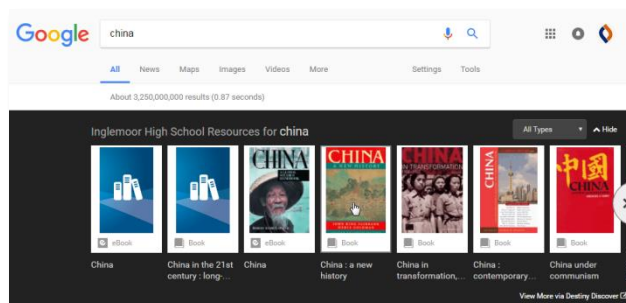 Google
china
All News Maps Images Videos More Settings Tools
About 3,250,000,000 results (0.87 seconds)
Inglemoor High School Resources for china
All Types
Hide
CHINA
CHINA
A NEW HISTORY
CHINA
IN TRANSFORMATION
CHINA
中國
CHINA
eBook Book eBook Book Book Book Book
China
China in the 21st century : long-...
China
China : a new history
China in transformation,...
China : contemporary...
China under communism
View More via Destiny Discover